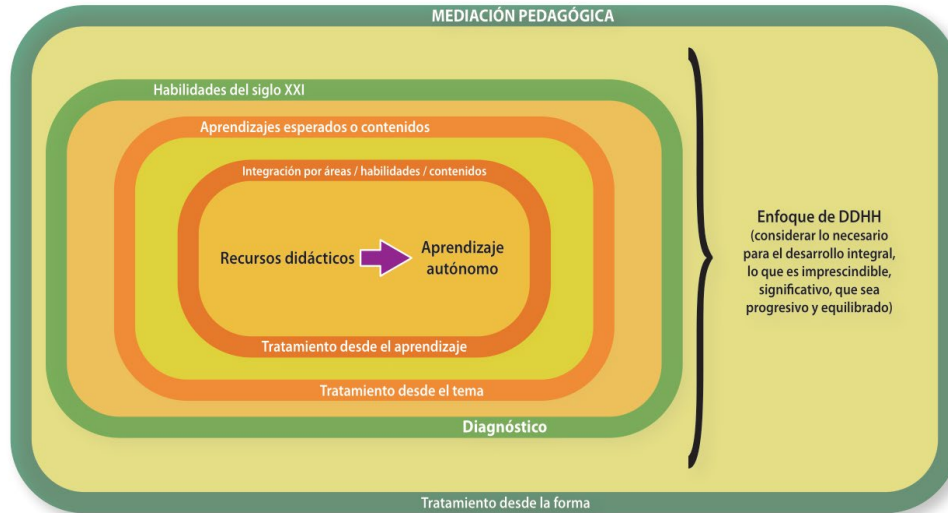 MEDIACIÓN PEDAGÓGICA
Habilidades del siglo XXI
Aprendizajes esperados o contenidos
Integración por áreas / habilidades / contenidos
Recursos didácticos
Aprendizaje
autónomo
Tratamiento desde el aprendizaje
Tratamiento desde el tema
Diagnóstico
Enfoque de DDHH
(considerar lo necesario
para el desarrollo integral,
lo que es imprescindible,
significativo, que sea
progresivo y equilibrado)
Tratamiento desde la forma